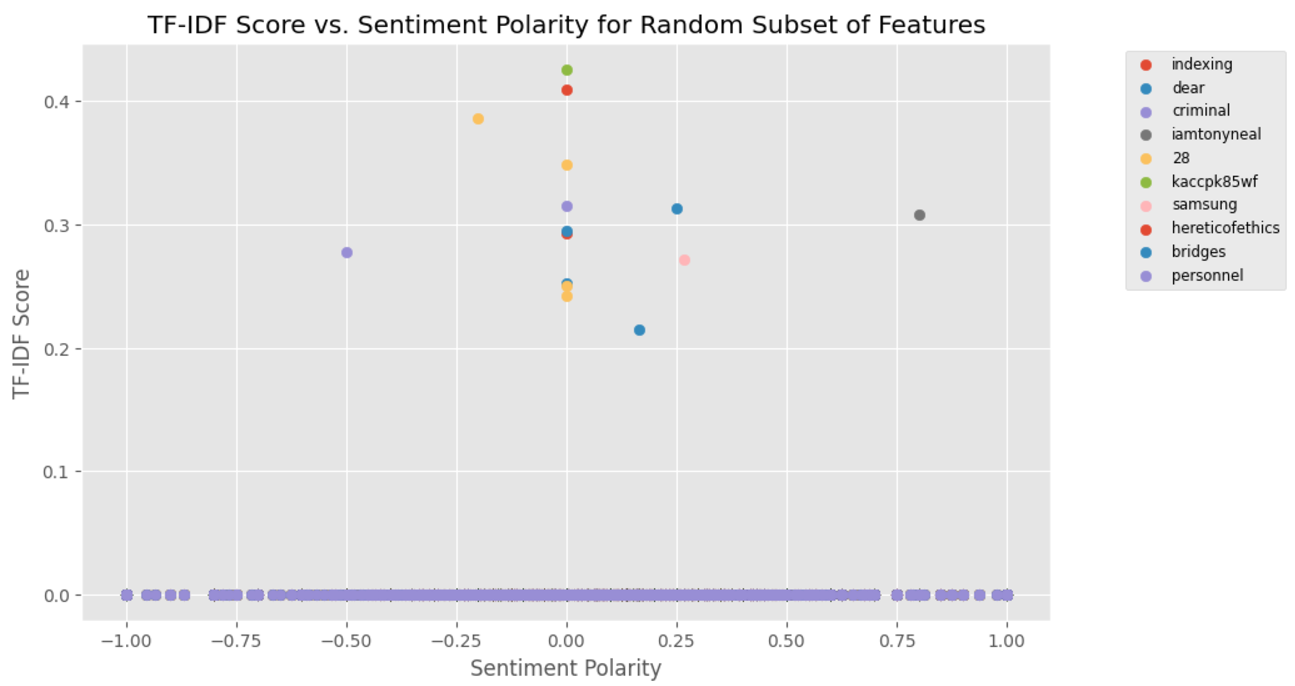 TF-IDF Score vs. Sentiment Polarity for Random Subset of Features
indexing
dear
criminal
iamtonyneal
28
kaccpk85wf
samsung
hereticofethics
bridges
personnel
TF-IDF Score
0.4
0.3
0.2
0.1
0.0
−1.00 −0.75 −0.50 −0.25 0.00 0.25 0.50 0.75 1.00
Sentiment Polarity